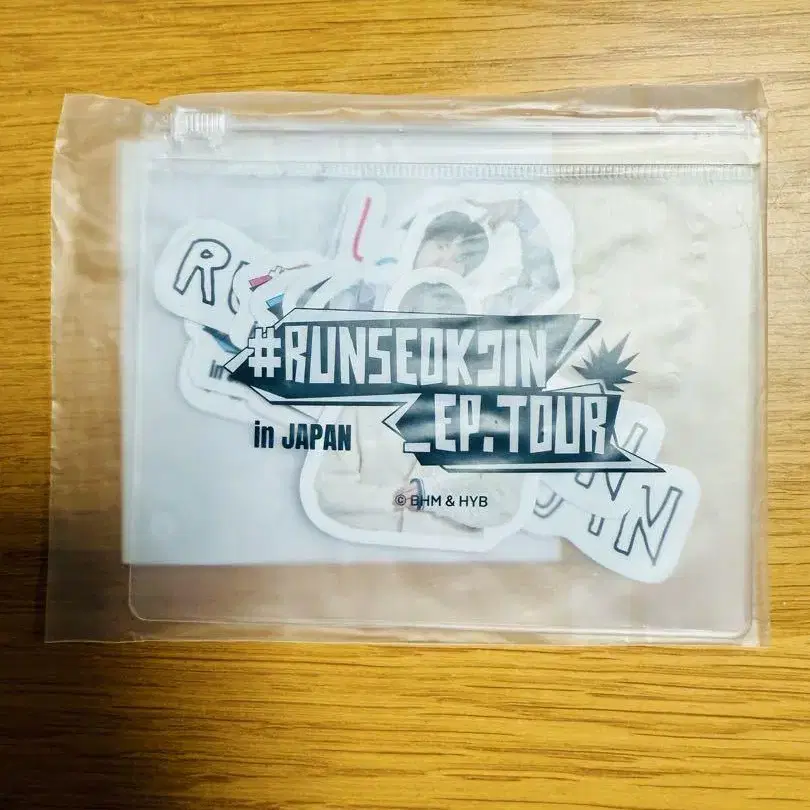 #RUNSEOKJIN
_EP.TOUR
in JAPAN
© BHM & HYB